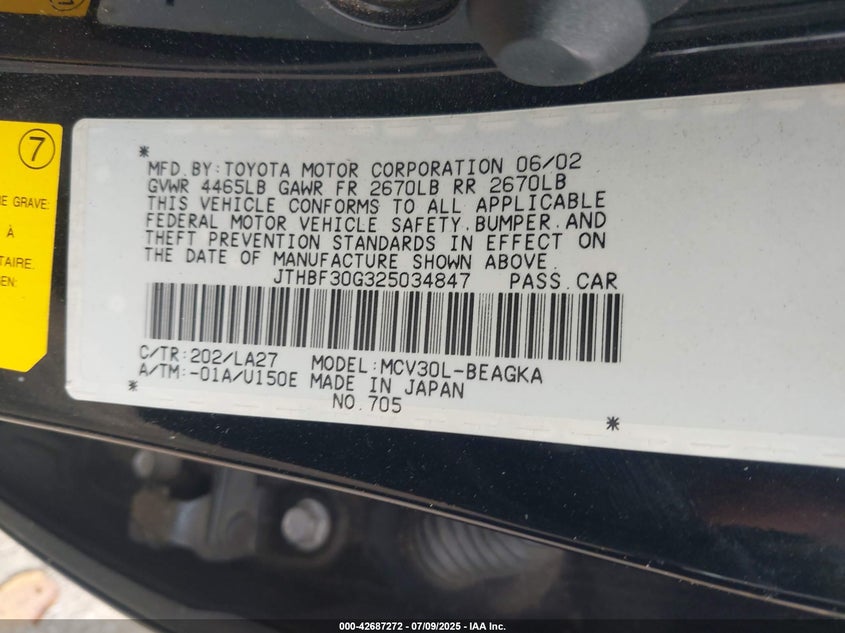 7
E GRAVE:
À
TAIRE.
EN:
*
MFD. BY: TOYOTA MOTOR CORPORATION 06/02
GVWR 4465LB GAWR FR 2670LB RR 2670LB
THIS VEHICLE CONFORMS TO ALL APPLICABLE
FEDERAL MOTOR VEHICLE SAFETY, BUMPER, AND
THEFT PREVENTION STANDARDS IN EFFECT ON
THE DATE OF MANUFACTURE SHOWN ABOVE.
JTHBF30G325034847 PASS. CAR
C/TR: 202/LA27 MODEL: MCV30L-BEAGKA
A/TM: -01A/U150E MADE IN JAPAN
* NO. 705 *
000-42687272 / 07/09/2025 - IAA Inc.